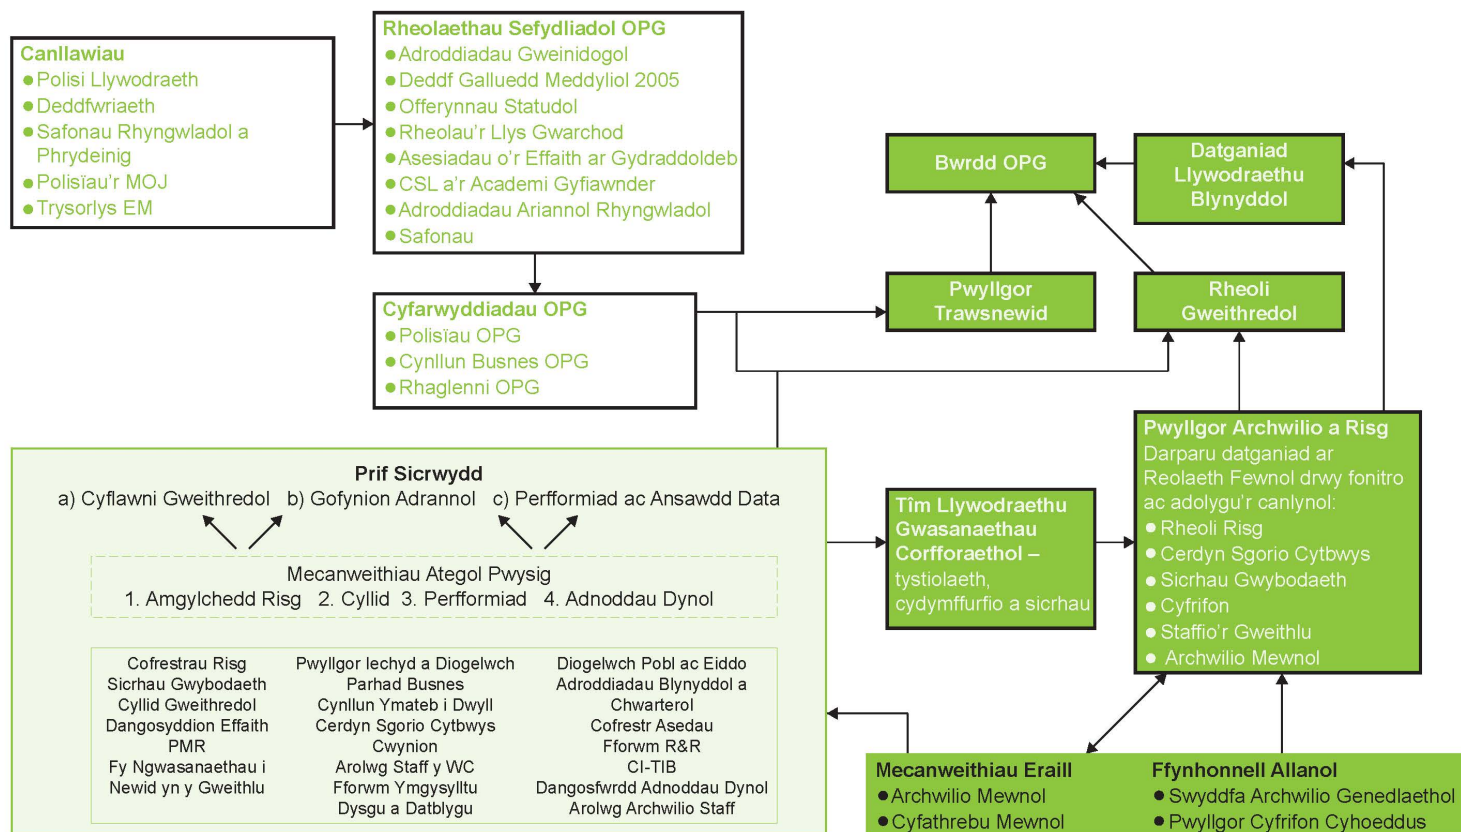 Canllawiau
● Polisi Llywodraeth
● Deddfwriaeth
● Safonau Rhyngwladol a
Phrydeinig
● Polisïau'r MOJ
● Trysorlys EM
Rheolaethau Sefydliadol OPG
● Adroddiadau Gweinidogol
● Deddf Galluedd Meddyliol 2005
● Offerynnau Statudol
● Rheolau'r Llys Gwarchod
● Asesiadau o'r Effaith ar Gydraddoldeb
● CSL a'r Academi Gyfiawnder
● Adroddiadau Ariannol Rhyngwladol
● Safonau
Cyfarwyddiadau OPG
● Polisïau OPG
● Cynllun Busnes OPG
● Rhaglenni OPG
Bwrdd OPG
Datganiad
Llywodraethu
Blynyddol
Pwyllgor
Trawsnewid
Rheoli
Gweithredol
Prif Sicrwydd
a) Cyflawni Gweithredol b) Gofynion Adrannol c) Perfformiad ac Ansawdd Data
Mecanweithiau Ategol Pwysig
1. Amgylchedd Risg 2. Cyllid 3. Perfformiad 4. Adnoddau Dynol
Cofrestrau Risg
Sicrhau Gwybodaeth
Cyllid Gweithredol
Dangosyddion Effaith
PMR
Fy Ngwasanaethau i
Newid yn y Gweithlu
Pwyllgor Iechyd a Diogelwch
Parhad Busnes
Cynllun Ymateb i Dwyll
Cerdyn Sgorio Cytbwys
Cwynion
Arolwg Staff y WC
Fforwm Ymgysylltu
Dysgu a Datblygu
Diogelwch Pobl ac Eiddo
Adroddiadau Blynyddol a
Chwarterol
Cofrestr Asedau
Fforwm R&R
CI-TIB
Dangosfwrdd Adnoddau Dynol
Arolwg Archwilio Staff
Tîm Llywodraethu
Gwasanaethau
Corfforaethol –
tystiolaeth,
cydymffurfio a sicrhau
Pwyllgor Archwilio a Risg
Darparu datganiad ar
Reolaeth Fewnol drwy fonitro
ac adolygu'r canlynol:
● Rheoli Risg
● Cerdyn Sgorio Cytbwys
● Sicrhau Gwybodaeth
● Cyfrifon
● Staffio'r Gweithlu
● Archwilio Mewnol
Mecanweithiau Eraill
● Archwilio Mewnol
● Cyfathrebu Mewnol
Ffynhonnell Allanol
● Swyddfa Archwilio Genedlaethol
● Pwyllgor Cyfrifon Cyhoeddus